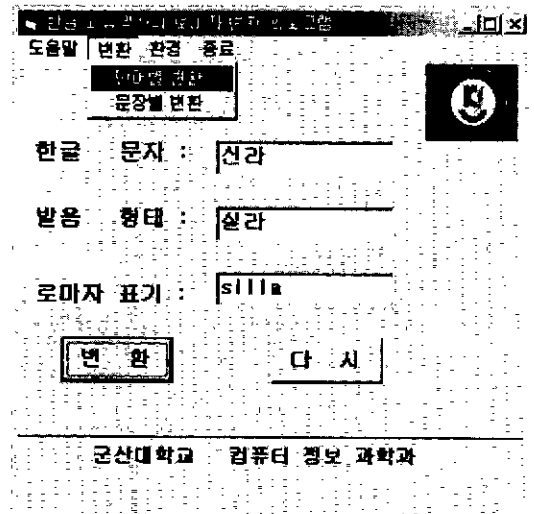 도움말 변환 환경 종료
문장별 변환
한글 문자 : 신라
발음 형태 : 실라
로마자 표기 : silla
변 환 다 시
군산대학교 컴퓨터 정보 과학과